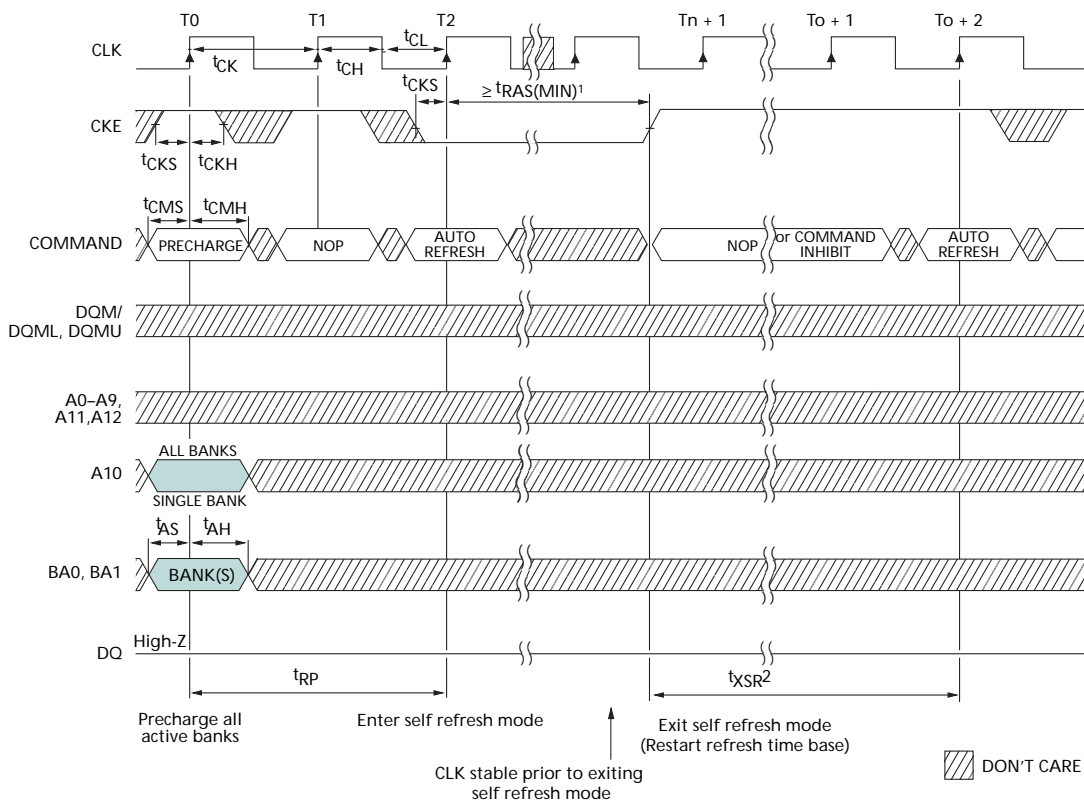 T0 T1 T2 Tn + 1 To + 1 To + 2
CLK
tCK tCH tCL
tCKS
≥ tRAS(MIN)1
CKE
tCKS tCKH
tCMS tCMH
COMMAND PRECHARGE NOP AUTO REFRESH NOP or COMMAND INHIBIT AUTO REFRESH
DQM/
DQML, DQMU
A0–A9,
A11,A12
ALL BANKS
A10
SINGLE BANK
tAS tAH
BA0, BA1 BANK(S)
High-Z
DQ
tRP tXSR2
Precharge all
active banks
Enter self refresh mode
Exit self refresh mode
(Restart refresh time base)
CLK stable prior to exiting
self refresh mode
DON'T CARE